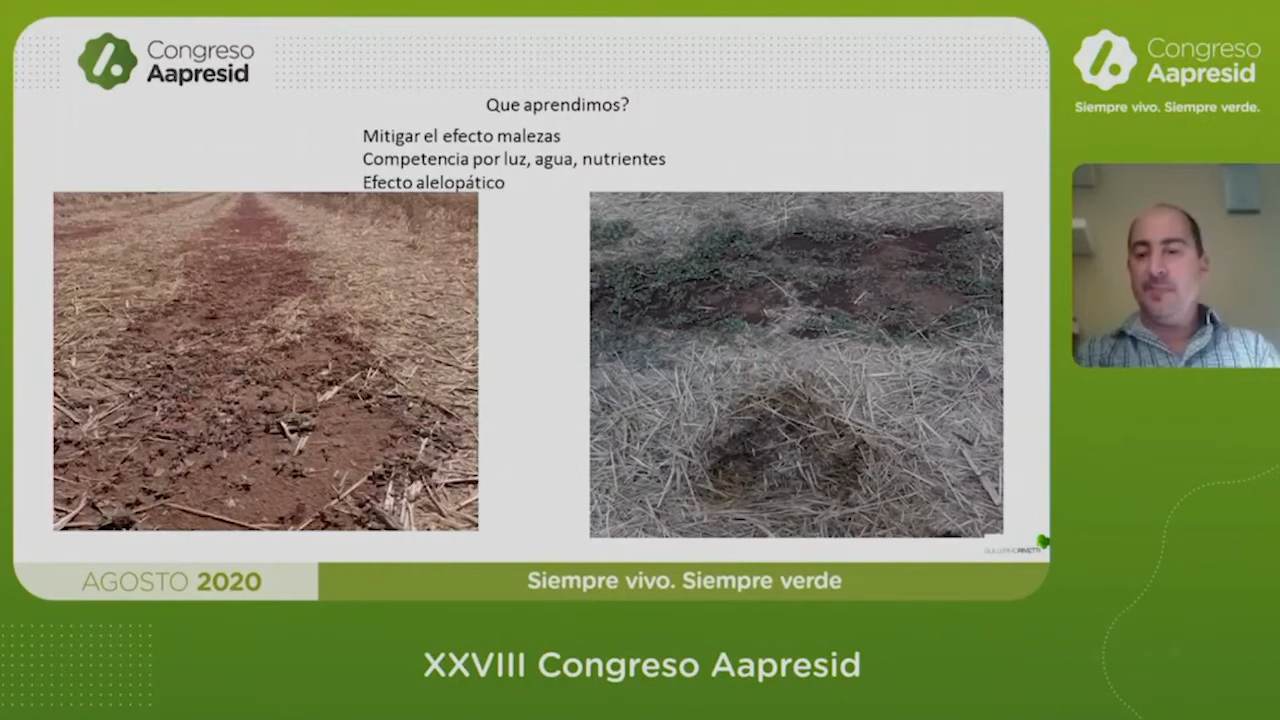 Congreso
Aapresid
Que aprendimos?
Mitigar el efecto malezas
Competencia por luz, agua, nutrientes
Efecto alelopático
AGOSTO 2020
Siempre vivo. Siempre verde
XXVIII Congreso Aapresid
Congreso
Aapresid
Siempre vivo. Siempre verde.